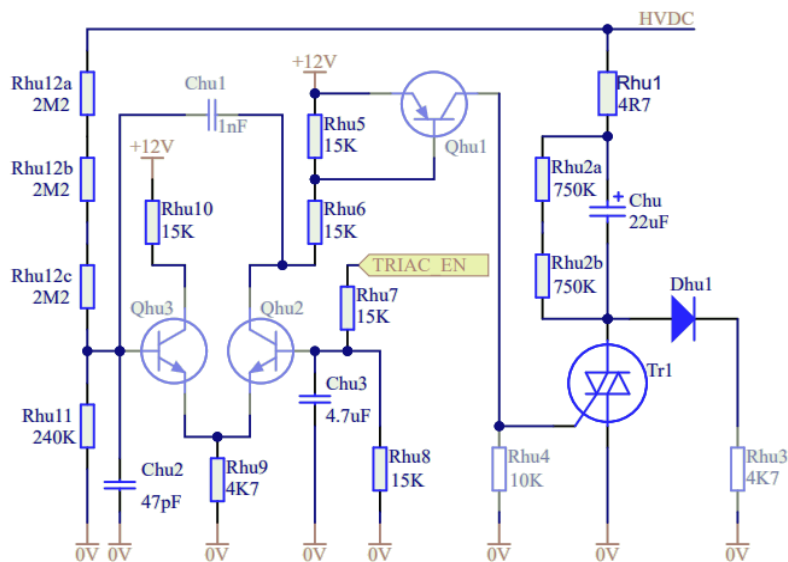 HVDC
Rhu12a
2M2
Chu1
1nF
+12V
Rhu1
4R7
Rhu5
15K
Qhu1
Rhu12b
2M2
+12V
Rhu2a
750K
Chu
+
22uF
Rhu10
15K
Rhu6
15K
Rhu12c
2M2
TRIAC_EN
Rhu2b
750K
Dhu1
Qhu3
Qhu2
Rhu7
15K
Tr1
Chu3
4.7uF
Rhu11
240K
Chu2
47pF
Rhu9
4K7
Rhu8
15K
Rhu4
10K
Rhu3
4K7
0V
0V
0V
0V
0V
0V
0V
0V